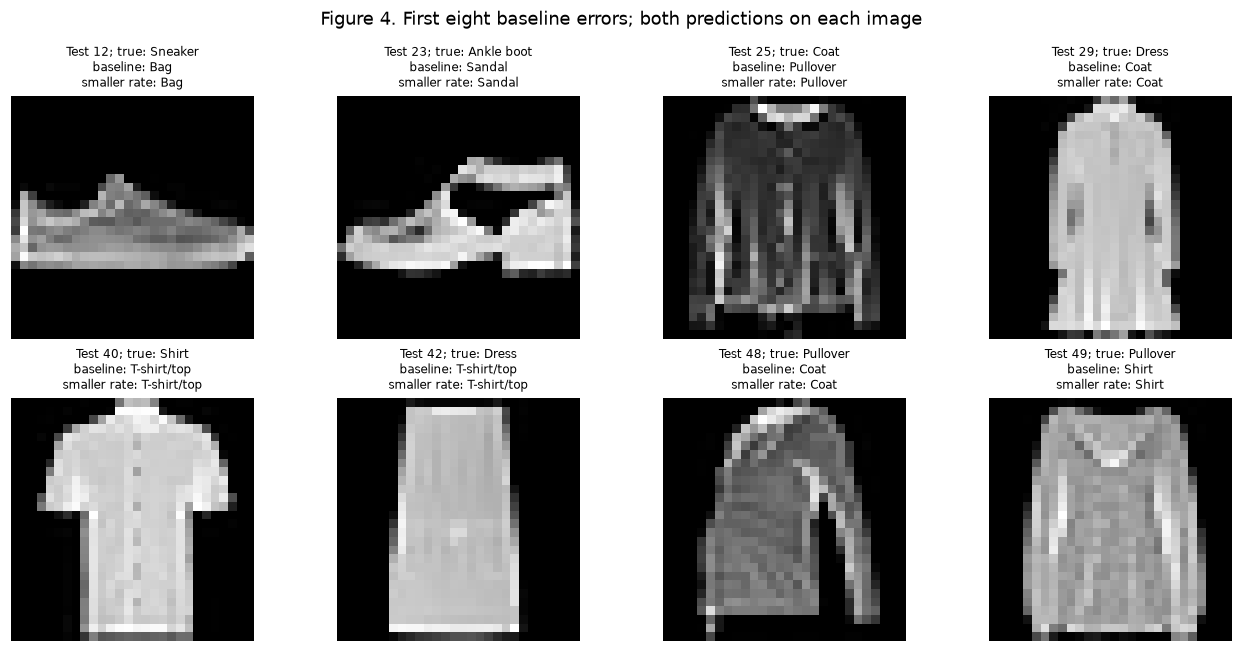 Figure 4. First eight baseline errors; both predictions on each image
Test 12; true: Sneaker
baseline: Bag
smaller rate: Bag
Test 23; true: Ankle boot
baseline: Sandal
smaller rate: Sandal
Test 25; true: Coat
baseline: Pullover
smaller rate: Pullover
Test 29; true: Dress
baseline: Coat
smaller rate: Coat
Test 40; true: Shirt
baseline: T-shirt/top
smaller rate: T-shirt/top
Test 42; true: Dress
baseline: T-shirt/top
smaller rate: T-shirt/top
Test 48; true: Pullover
baseline: Coat
smaller rate: Coat
Test 49; true: Pullover
baseline: Shirt
smaller rate: Shirt